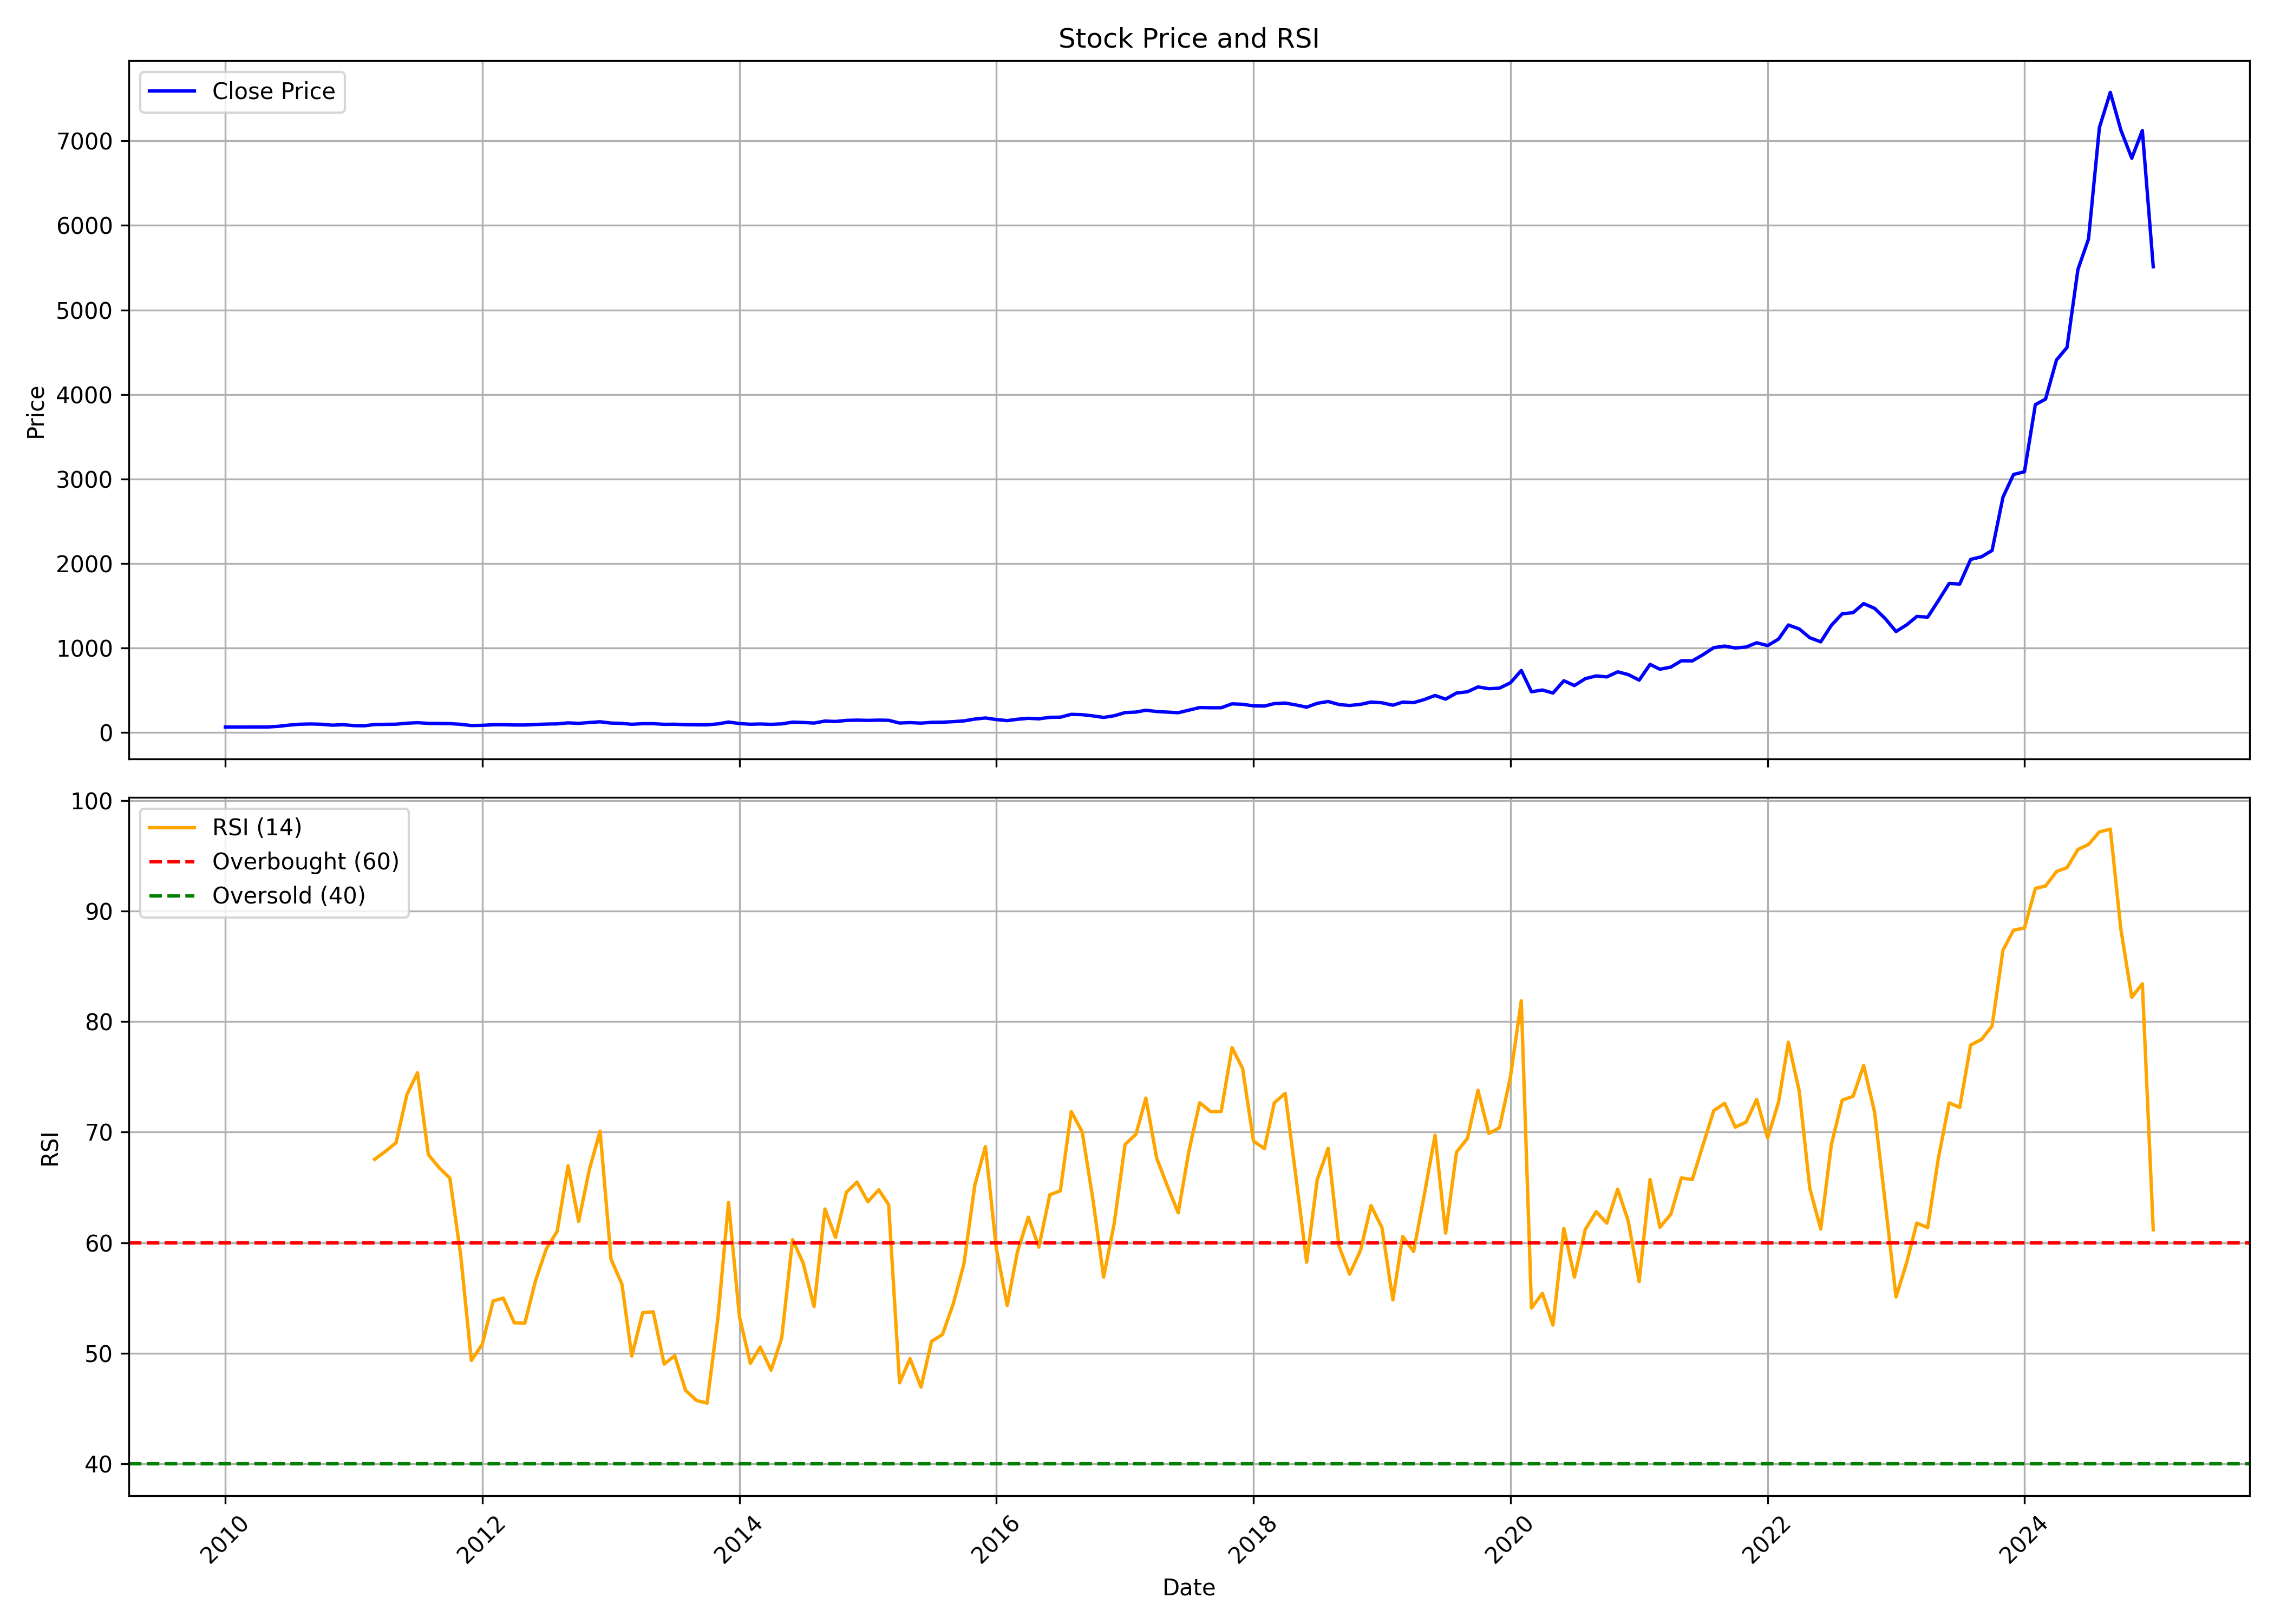 Stock Price and RSI
Close Price
7000
6000
5000
4000
3000
2000
1000
0
Price
100
90
80
70
60
50
40
RSI
RSI (14)
Overbought (60)
Oversold (40)
2010
2012
2014
2016
2018
2020
2022
2024
Date